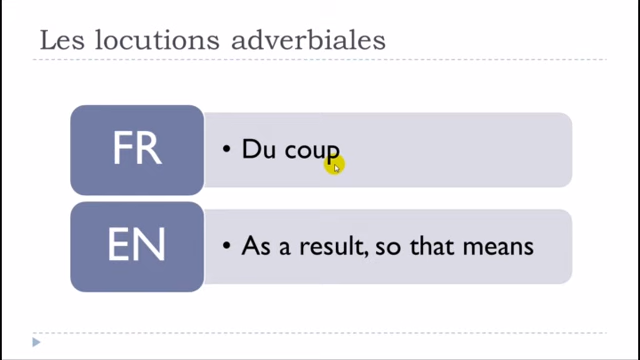 Les locutions adverbiales
FR
• Du coup
EN
• As a result, so that means